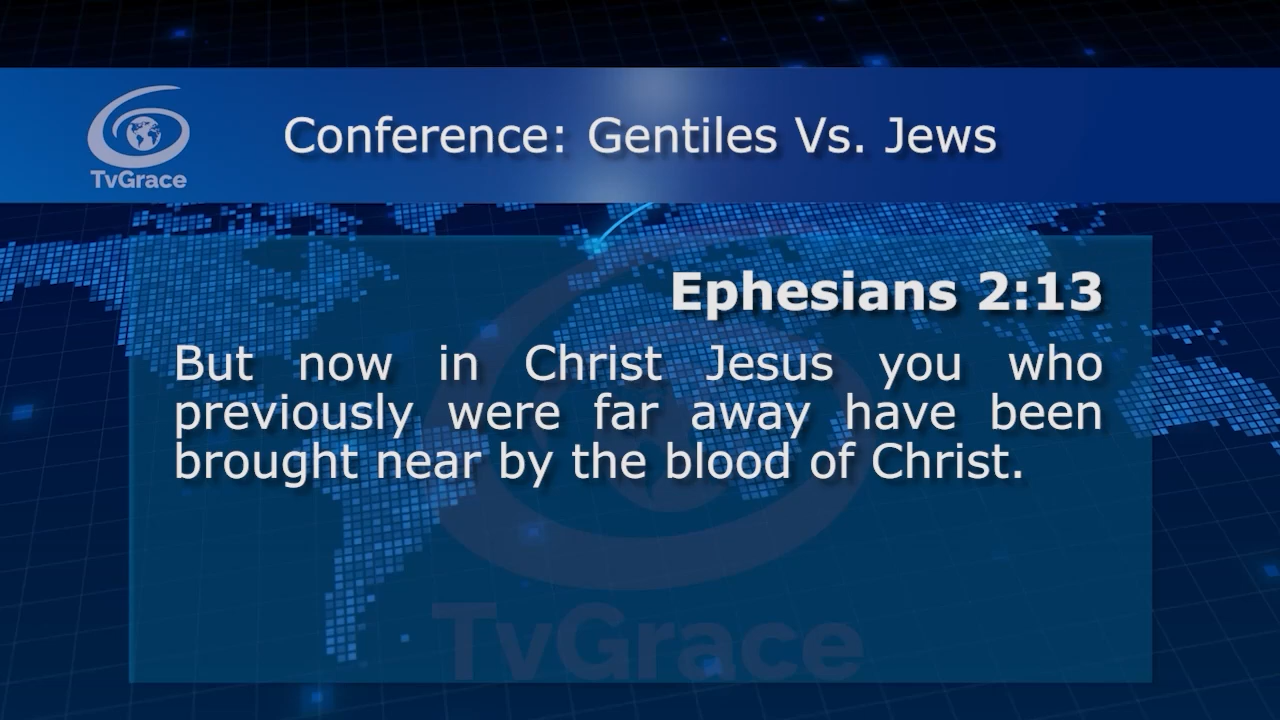 Conference: Gentiles Vs. Jews
TvGrace
Ephesians 2:13
But now in Christ Jesus you who
previously were far away have been
brought near by the blood of Christ.
TvGrace